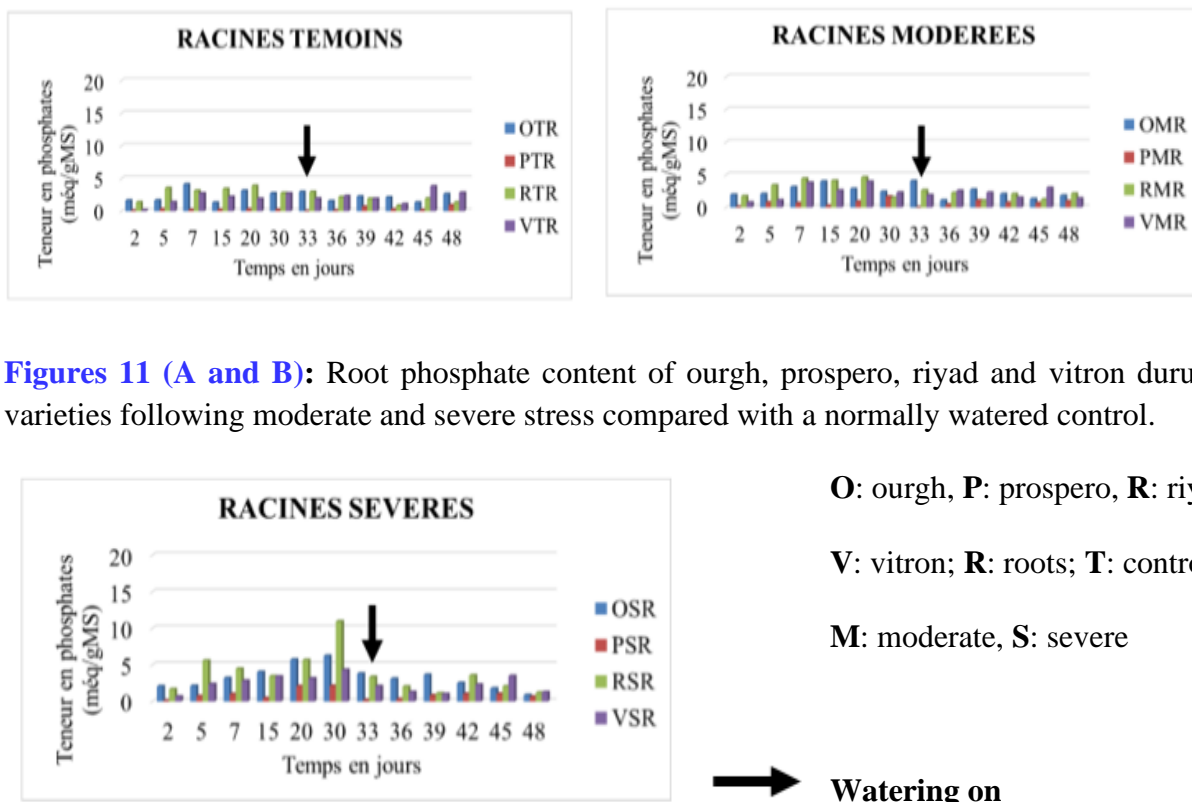 RACINES TEMOINS
Teneur en phosphates
(méq/gMS)
20
15
10
5
0
2 5 7 15 20 30 33 36 39 42 45 48
Temps en jours
OTR
PTR
RTR
VTR
RACINES MODEREES
Teneur en phosphates
(méq/gMS)
20
15
10
5
0
2 5 7 15 20 30 33 36 39 42 45 48
Temps en jours
OMR
PMR
RMR
VMR
Figures 11 (A and B): Root phosphate content of ourgh, prospero, riyad and vitron
varieties following moderate and severe stress compared with a normally watered control.
RACINES SEVERES
Teneur en phosphates
(méq/gMS)
20
15
10
5
0
2 5 7 15 20 30 33 36 39 42 45 48
Temps en jours
OSR
PSR
RSR
VSR
O: ourgh, P: prospero, R:
V: vitron; R: roots; T:
M: moderate, S: severe
Watering on